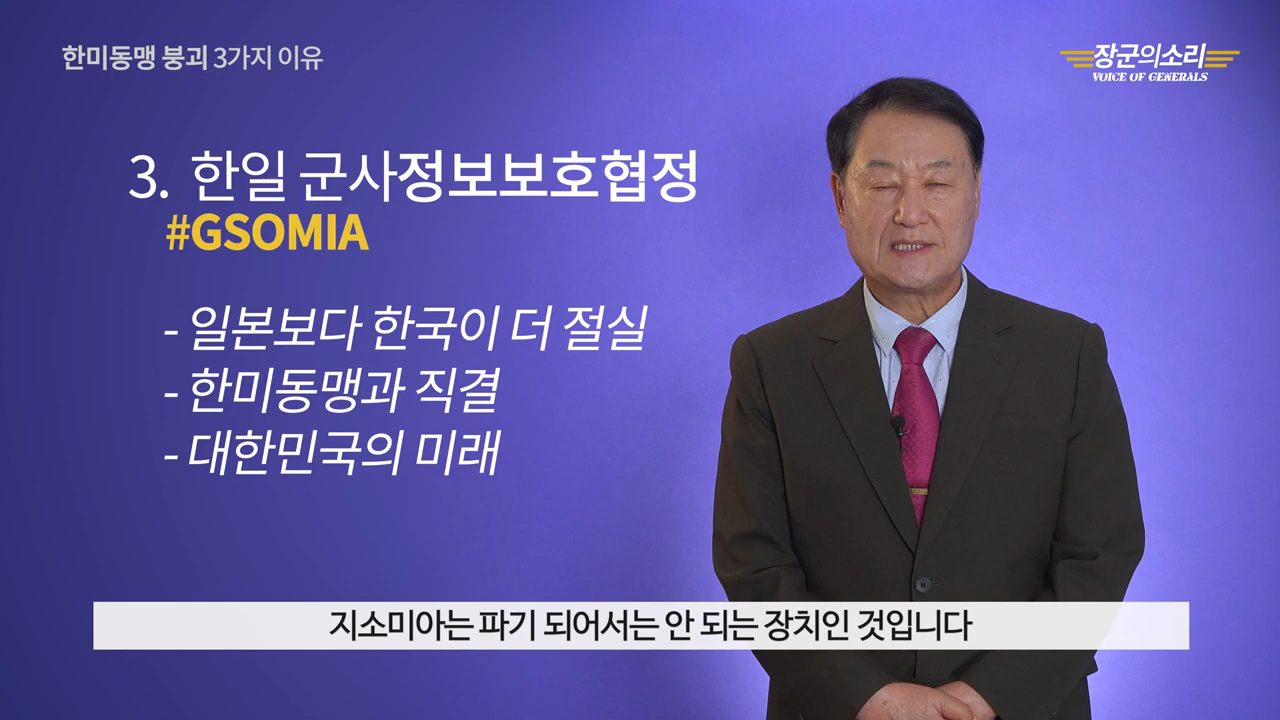 한미동맹 붕괴 3가지 이유
장군의소리
VOICE OF GENERALS
3. 한일 군사정보보호협정
#GSOMIA
- 일본보다 한국이 더 절실
- 한미동맹과 직결
- 대한민국의 미래
지소미아는 파기 되어서는 안 되는 장치인 것입니다